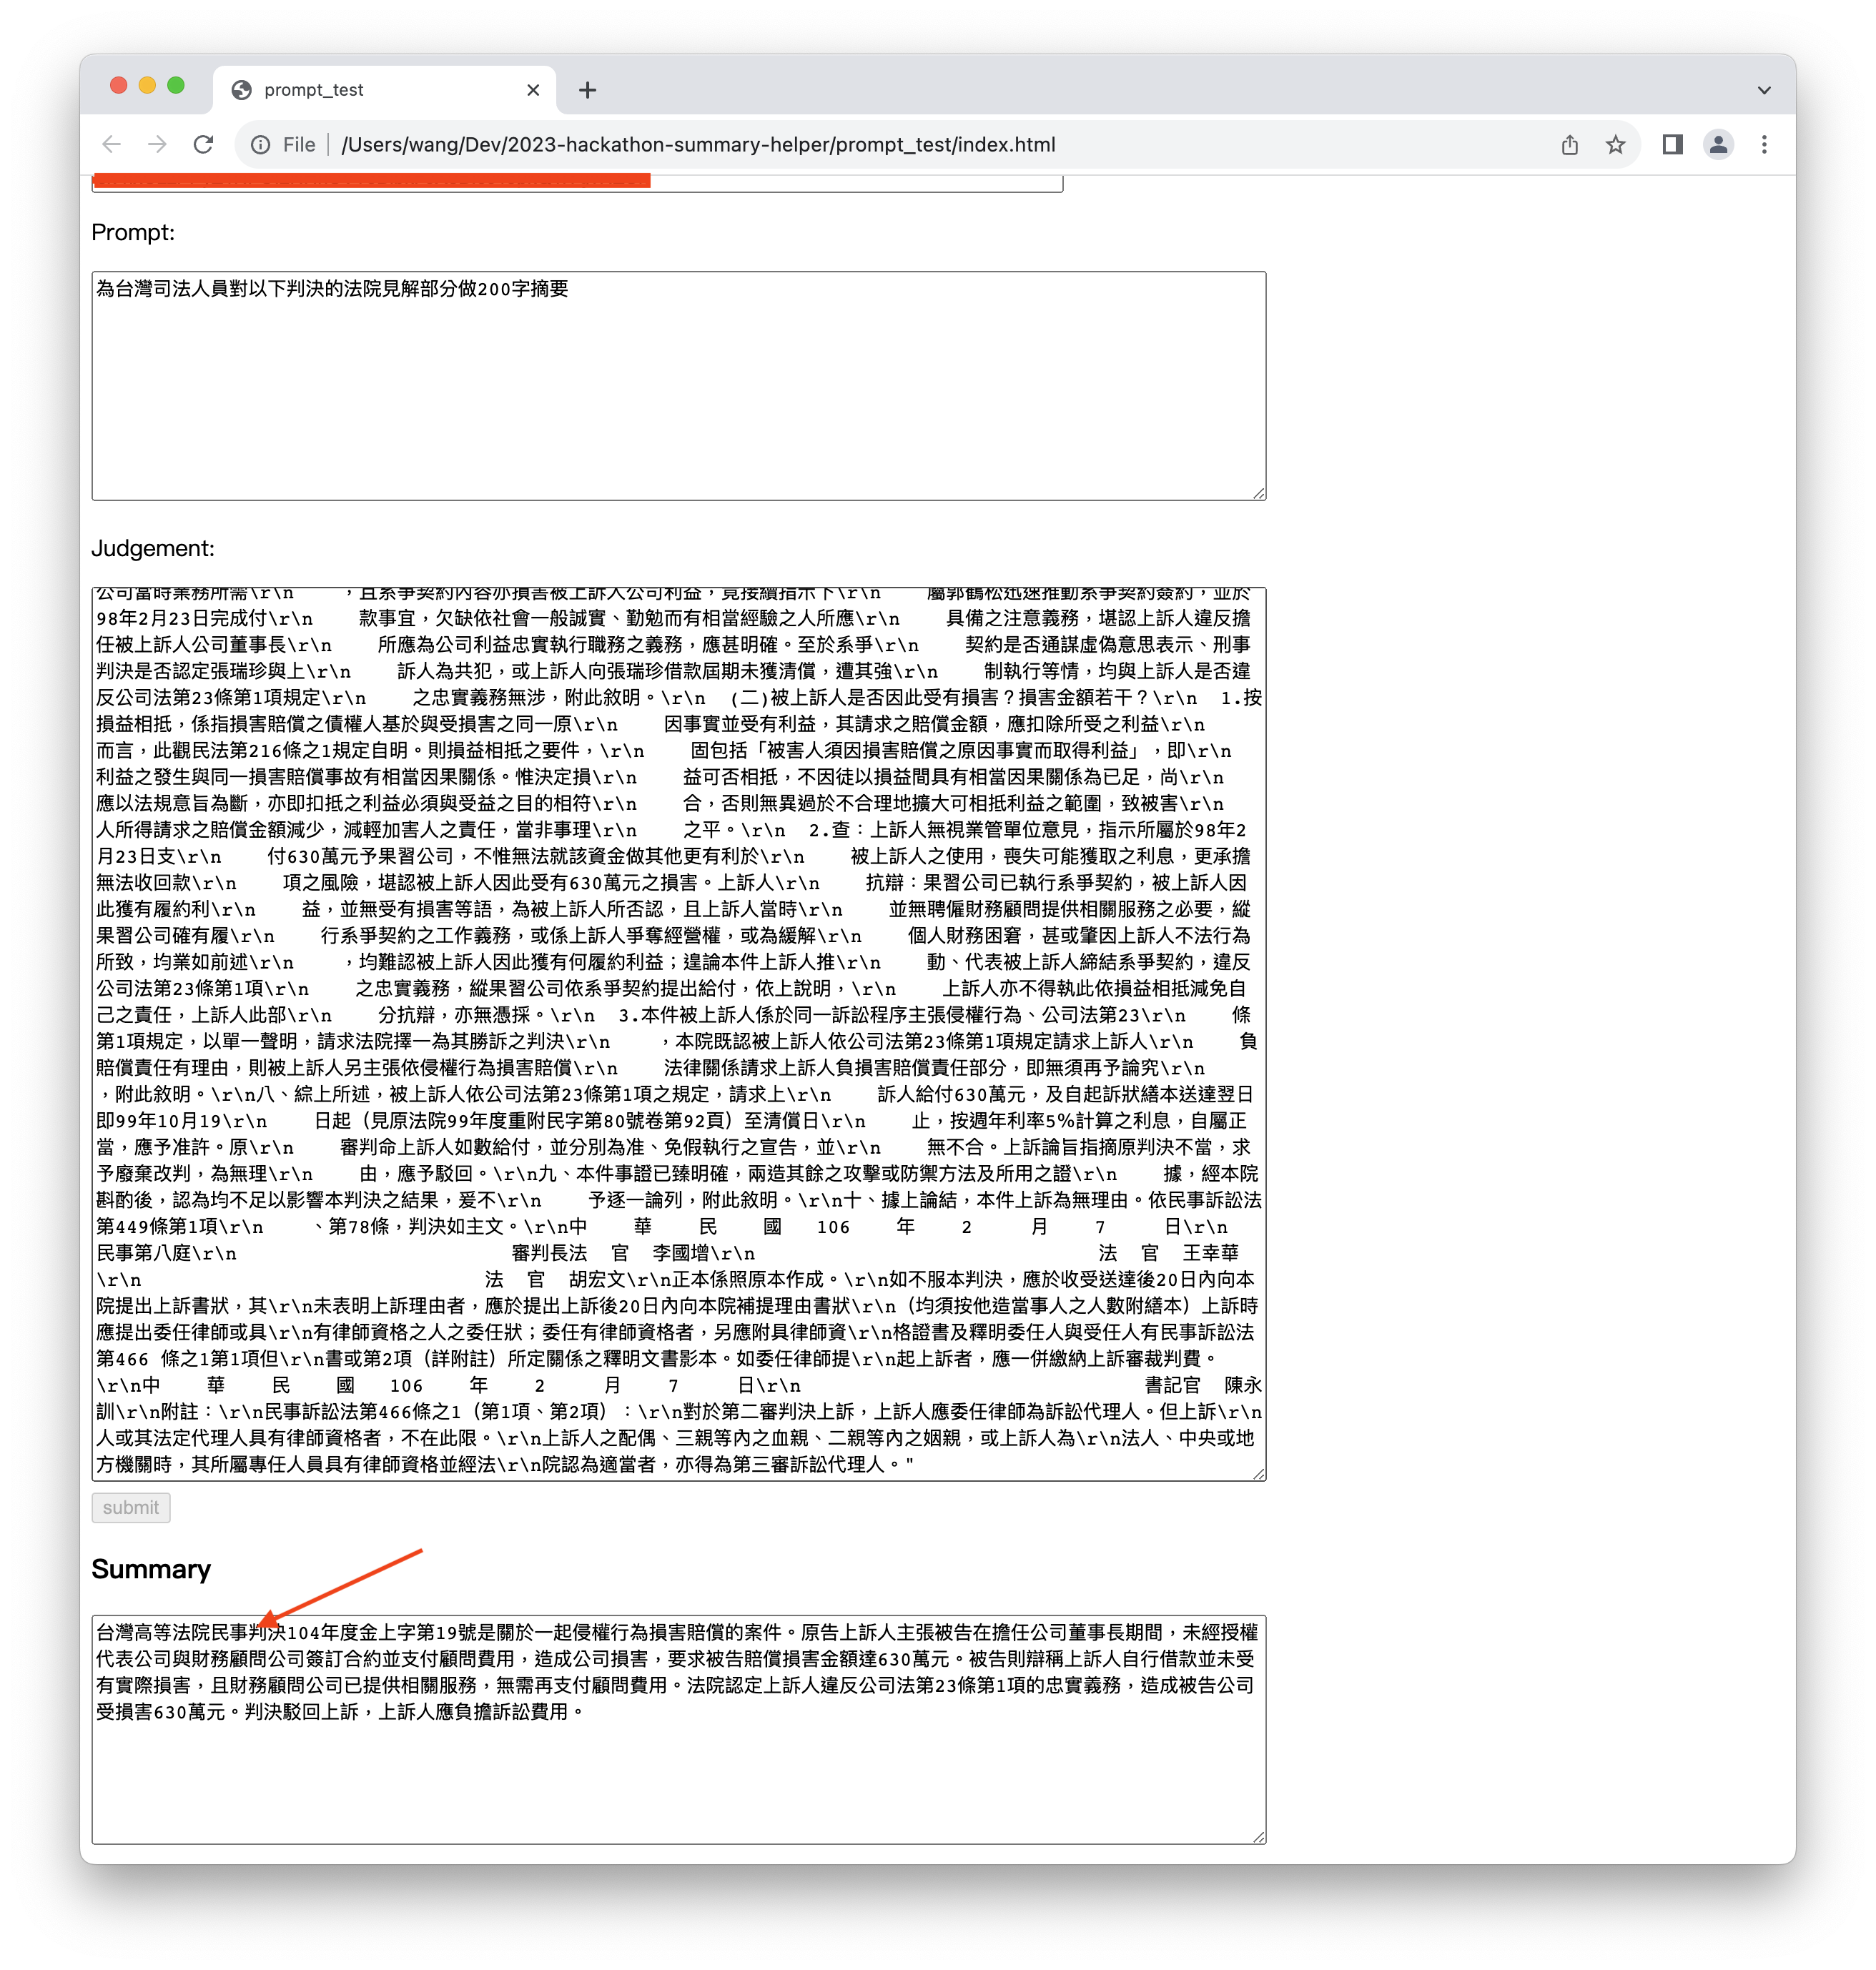 prompt_test
File
/Users/wang/Dev/2023-hackathon-summary-helper/prompt_test/index.html
Prompt:
為台灣司法人員對以下判決的法院見解部分做200字摘要
Judgement:
公司當時業務所需\r\n    ，且系爭契約內容亦損害被上訴人公司利益，竟接續指示下\r\n    屬郭鶴松迅速推動系爭契約簽約，並於
98年2月23日完成付\r\n    款事宜，欠缺依社會一般誠實、勤勉而有相當經驗之人所應\r\n    具備之注意義務，堪認上訴人違反擔
任被上訴人公司董事長\r\n    所應為公司利益忠實執行職務之義務，應甚明確。至於系爭\r\n    契約是否通謀虛偽意思表示、刑事
判決是否認定張瑞珍與上\r\n    訴人為共犯，或上訴人向張瑞珍借款屆期未獲清償，遭其強\r\n    制執行等情，均與上訴人是否違
反公司法第23條第1項規定\r\n    之忠實義務無涉，附此敘明。\r\n  (二)被上訴人是否因此受有損害？損害金額若干？\r\n  1.按
損益相抵，係指損害賠償之債權人基於與受損害之同一原\r\n    因事實並受有利益，其請求之賠償金額，應扣除所受之利益\r\n
而言，此觀民法第216條之1規定自明。則損益相抵之要件，\r\n    固包括「被害人須因損害賠償之原因事實而取得利益」，即\r\n
利益之發生與同一損害賠償事故有相當因果關係。惟決定損\r\n    益可否相抵，不因徒以損益間具有相當因果關係為已足，尚\r\n
應以法規意旨為斷，亦即扣抵之利益必須與受益之目的相符\r\n    合，否則無異過於不合理地擴大可相抵利益之範圍，致被害\r\n
人所得請求之賠償金額減少，減輕加害人之責任，當非事理\r\n    之平。\r\n  2.查：上訴人無視業管單位意見，指示所屬於98年2
月23日支\r\n    付630萬元予果習公司，不惟無法就該資金做其他更有利於\r\n    被上訴人之使用，喪失可能獲取之利息，更承擔
無法收回款\r\n    項之風險，堪認被上訴人因此受有630萬元之損害。上訴人\r\n    抗辯：果習公司已執行系爭契約，被上訴人因
此獲有履約利\r\n    益，並無受有損害等語，為被上訴人所否認，且上訴人當時\r\n    並無聘僱財務顧問提供相關服務之必要，縱
果習公司確有履\r\n    行系爭契約之工作義務，或係上訴人爭奪經營權，或為緩解\r\n    個人財務困窘，甚或肇因上訴人不法行為
所致，均業如前述\r\n    ，均難認被上訴人因此獲有何履約利益；遑論本件上訴人推\r\n    動、代表被上訴人締結系爭契約，違反
公司法第23條第1項\r\n    之忠實義務，縱果習公司依系爭契約提出給付，依上說明，\r\n    上訴人亦不得執此依損益相抵減免自
己之責任，上訴人此部\r\n    分抗辯，亦無憑採。\r\n  3.本件被上訴人係於同一訴訟程序主張侵權行為、公司法第23\r\n    條
第1項規定，以單一聲明，請求法院擇一為其勝訴之判決\r\n    ，本院既認被上訴人依公司法第23條第1項規定請求上訴人\r\n    負
賠償責任有理由，則被上訴人另主張依侵權行為損害賠償\r\n    法律關係請求上訴人負損害賠償責任部分，即無須再予論究\r\n
，附此敘明。\r\n八、綜上所述，被上訴人依公司法第23條第1項之規定，請求上\r\n    訴人給付630萬元，及自起訴狀繕本送達翌日
即99年10月19\r\n    日起（見原法院99年度重附民字第80號卷第92頁）至清償日\r\n    止，按週年利率5%計算之利息，自屬正
當，應予准許。原\r\n    審判命上訴人如數給付，並分別為准、免假執行之宣告，並\r\n    無不合。上訴論旨指摘原判決不當，求
予廢棄改判，為無理\r\n    由，應予駁回。\r\n九、本件事證已臻明確，兩造其餘之攻擊或防禦方法及所用之證\r\n    據，經本院
斟酌後，認為均不足以影響本判決之結果，爰不\r\n    予逐一論列，附此敘明。\r\n十、據上論結，本件上訴為無理由。依民事訴訟法
第449條第1項\r\n    、第78條，判決如主文。\r\n中    華    民    國   106    年    2     月    7     日\r\n
民事第八庭\r\n                        審判長法  官  李國增\r\n                              法  官  王幸華
\r\n                              法  官  胡宏文\r\n正本係照原本作成。\r\n如不服本判決，應於收受送達後20日內向本
院提出上訴書狀，其\r\n未表明上訴理由者，應於提出上訴後20日內向本院補提理由書狀\r\n（均須按他造當事人之人數附繕本）上訴時
應提出委任律師或具\r\n有律師資格之人之委任狀；委任有律師資格者，另應附具律師資\r\n格證書及釋明委任人與受任人有民事訴訟法
第466 條之1第1項但\r\n書或第2項（詳附註）所定關係之釋明文書影本。如委任律師提\r\n起上訴者，應一併繳納上訴審裁判費。
\r\n中    華    民    國   106    年    2     月    7     日\r\n                              書記官  陳永
訓\r\n附註：\r\n民事訴訟法第466條之1（第1項、第2項）：\r\n對於第二審判決上訴，上訴人應委任律師為訴訟代理人。但上訴\r\n
人或其法定代理人具有律師資格者，不在此限。\r\n上訴人之配偶、三親等內之血親、二親等內之姻親，或上訴人為\r\n法人、中央或地
方機關時，其所屬專任人員具有律師資格並經法\r\n院認為適當者，亦得為第三審訴訟代理人。"
submit
Summary
台灣高等法院民事判決104年度金上字第19號是關於一起侵權行為損害賠償的案件。原告上訴人主張被告在擔任公司董事長期間，未經授權
代表公司與財務顧問公司簽訂合約並支付顧問費用，造成公司損害，要求被告賠償損害金額達630萬元。被告則辯稱上訴人自行借款並未受
有實際損害，且財務顧問公司已提供相關服務，無需再支付顧問費用。法院認定上訴人違反公司法第23條第1項的忠實義務，造成被告公司
受損害630萬元。判決駁回上訴，上訴人應負擔訴訟費用。